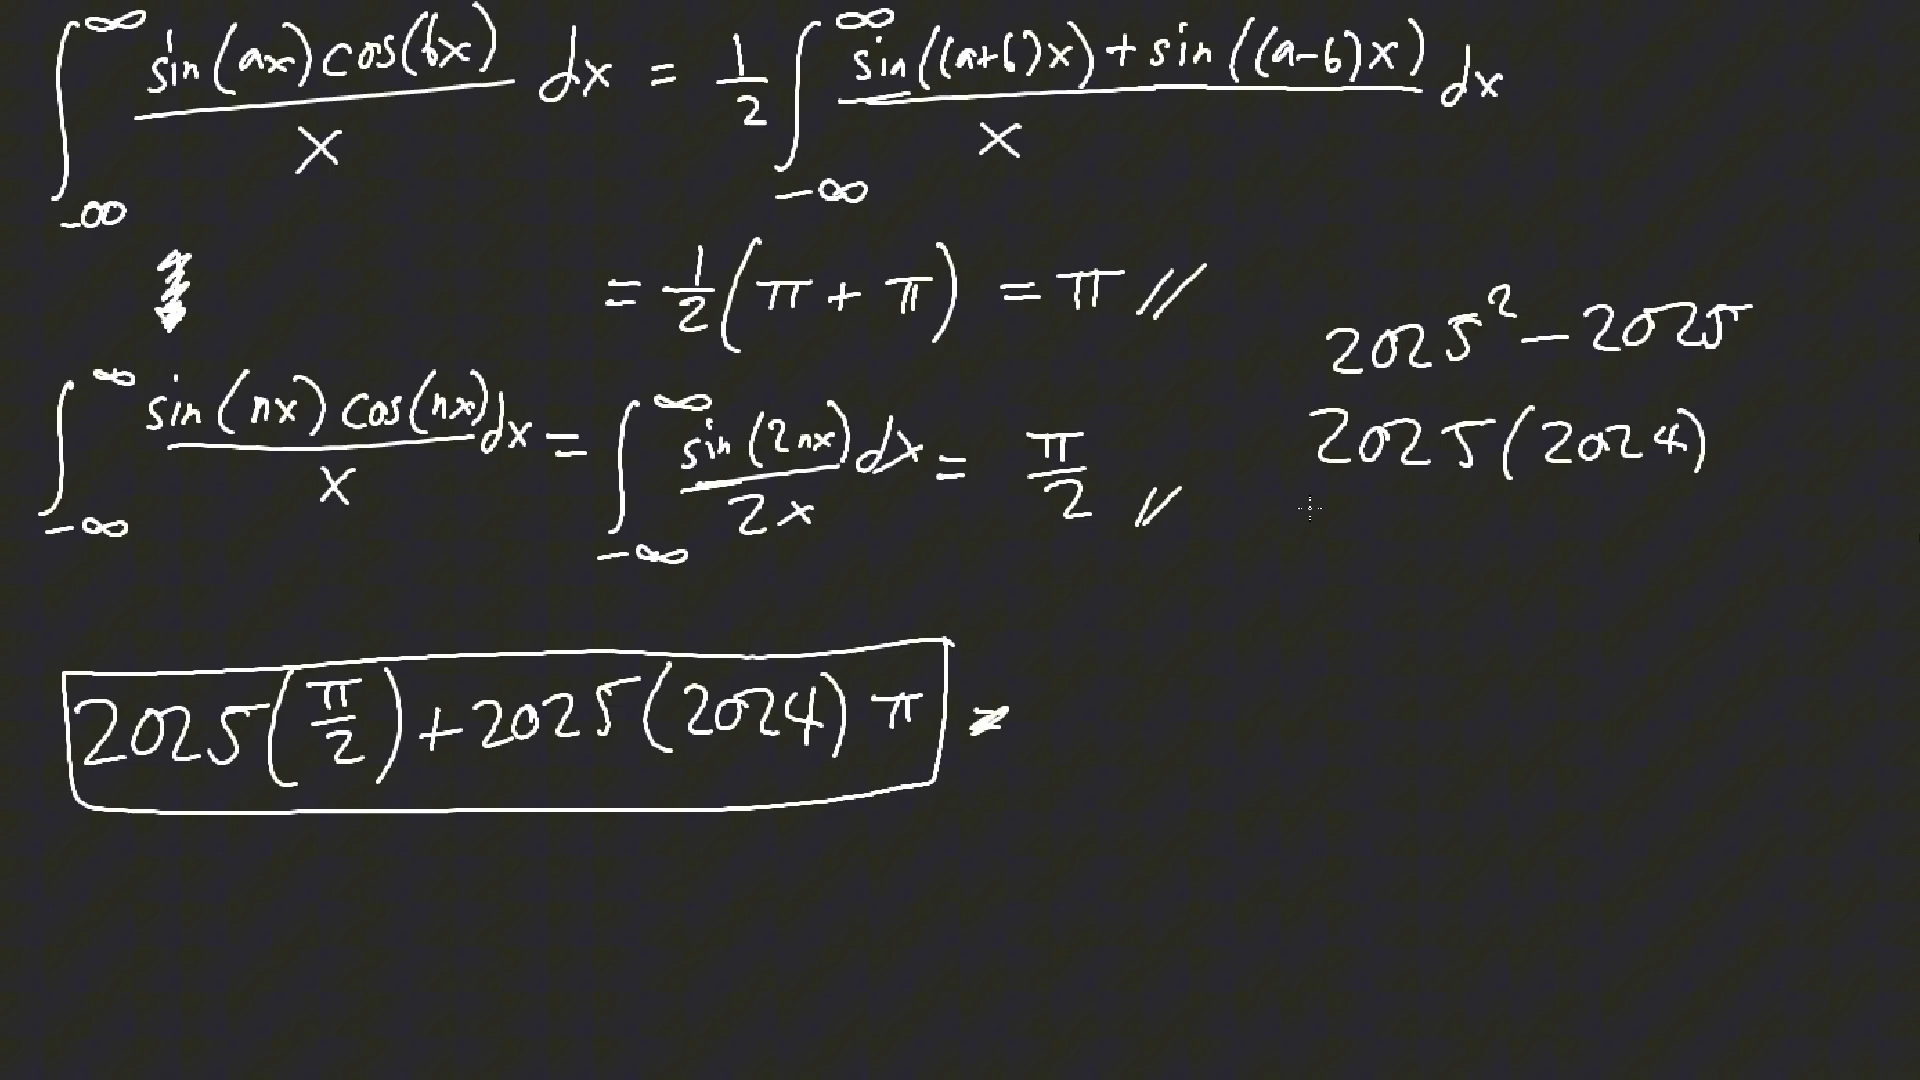 ∫_{-∞}^{∞} sin(ax)cos(bx)/x dx = 1/2 ∫_{-∞}^{∞} sin((a+b)x)+sin((a-b)x)/x dx
= 1/2(π + π) = π //
2025² - 2025
∫_{-∞}^{∞} sin(nx)cos(nx)/x dx = ∫_{-∞}^{∞} sin(2nx)/2x dx = π/2 //
2025(2024)
2025(π/2)+2025(2024)π